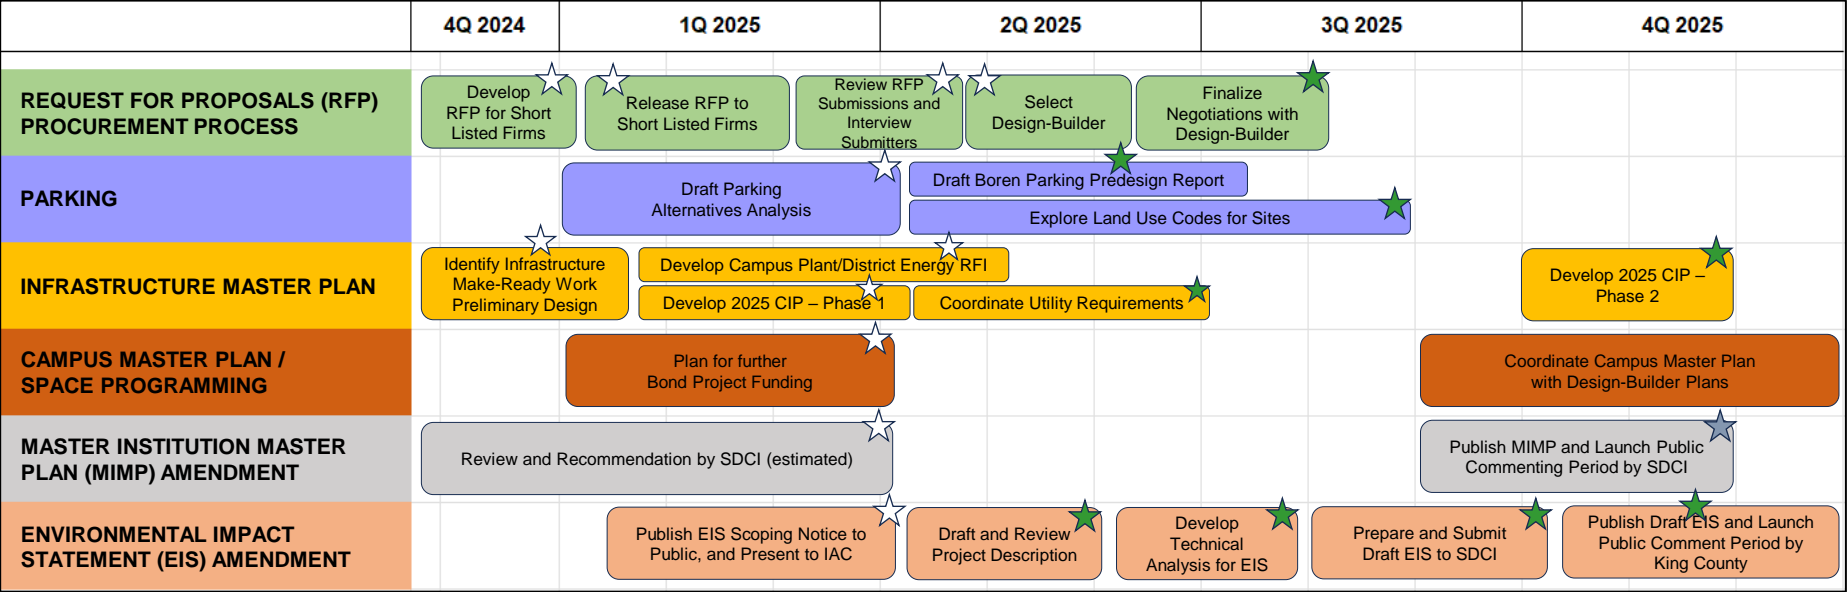 4Q 2024
1Q 2025
2Q 2025
3Q 2025
4Q 2025
REQUEST FOR PROPOSALS (RFP)
PROCUREMENT PROCESS
Develop
RFP for Short
Listed Firms
Release RFP to
Short Listed Firms
Review RFP
Submissions and
Interview
Submitters
Select
Design-Builder
Finalize
Negotiations with
Design-Builder
PARKING
Draft Parking
Alternatives Analysis
Draft Boren Parking Predesign Report
Explore Land Use Codes for Sites
INFRASTRUCTURE MASTER PLAN
Identify Infrastructure
Make-Ready Work
Preliminary Design
Develop Campus Plant/District Energy RFI
Develop 2025 CIP – Phase 1
Coordinate Utility Requirements
Develop 2025 CIP –
Phase 2
CAMPUS MASTER PLAN /
SPACE PROGRAMMING
Plan for further
Bond Project Funding
Coordinate Campus Master Plan
with Design-Builder Plans
MASTER INSTITUTION MASTER
PLAN (MIMP) AMENDMENT
Review and Recommendation by SDCI (estimated)
Publish MIMP and Launch Public
Commenting Period by SDCI
ENVIRONMENTAL IMPACT
STATEMENT (EIS) AMENDMENT
Publish EIS Scoping Notice to
Public, and Present to IAC
Draft and Review
Project Description
Develop
Technical
Analysis for EIS
Prepare and Submit
Draft EIS to SDCI
Publish Draft EIS and Launch
Public Comment Period by
King County